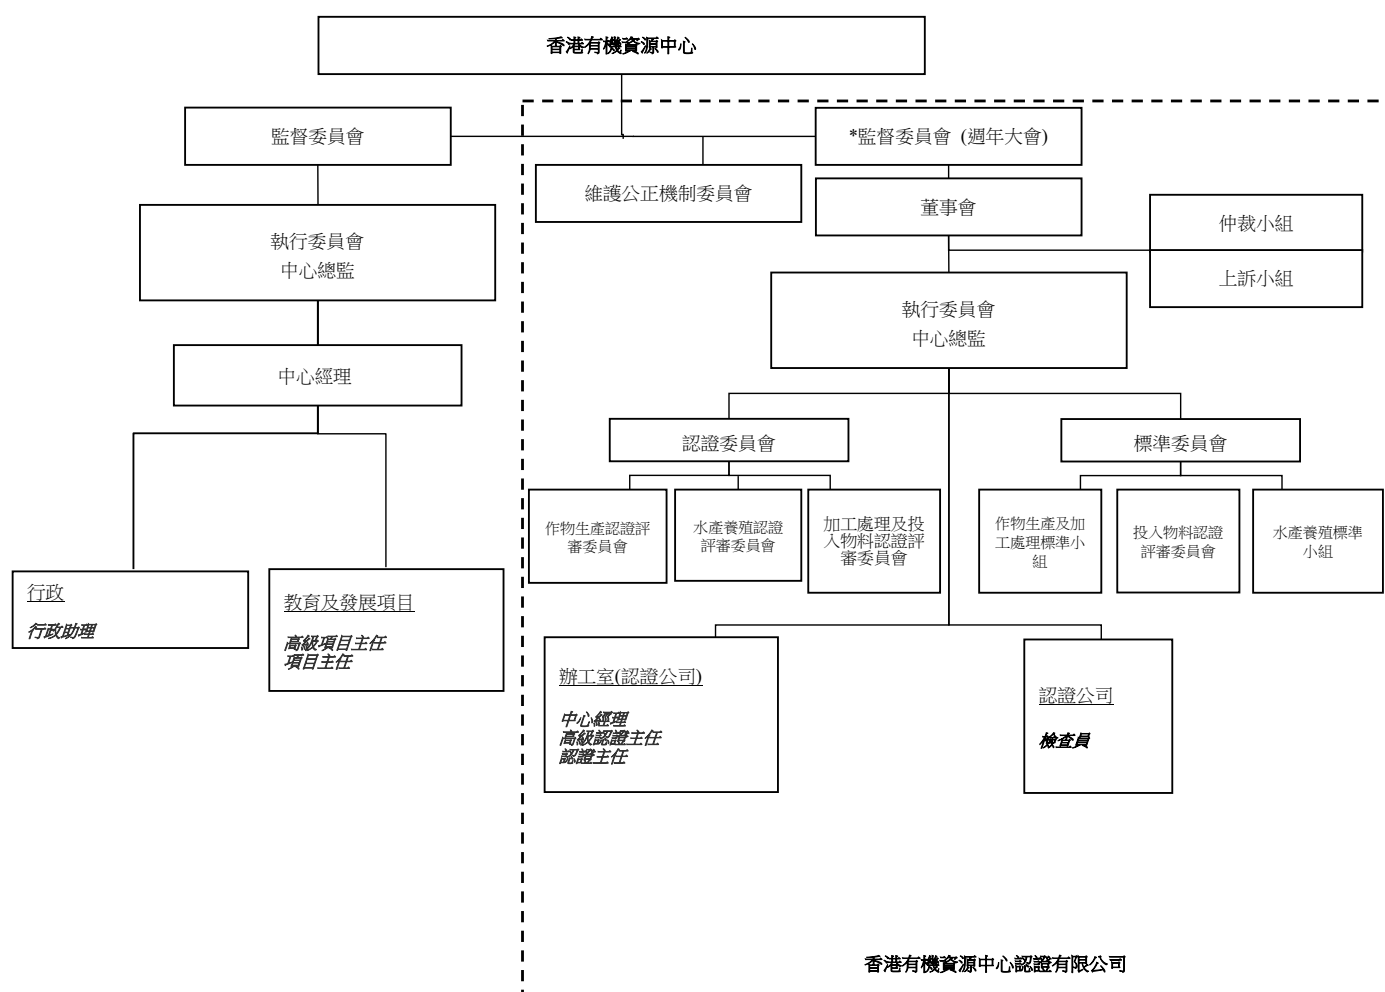 香港有機資源中心
監督委員會
*監督委員會 (週年大會)
維護公正機制委員會
董事會
執行委員會
中心總監
仲裁小組
上訴小組
執行委員會
中心總監
中心經理
認證委員會
標準委員會
作物生產認證評
審委員會
水產養殖認證
評審委員會
加工處理及投
入物料認證評
審委員會
作物生產及加
工處理標準小
組
投入物料認證
評審委員會
水產養殖標準
小組
行政
行政助理
教育及發展項目
高級項目主任
項目主任
辦工室(認證公司)
中心經理
高級認證主任
認證主任
認證公司
檢查員
香港有機資源中心認證有限公司